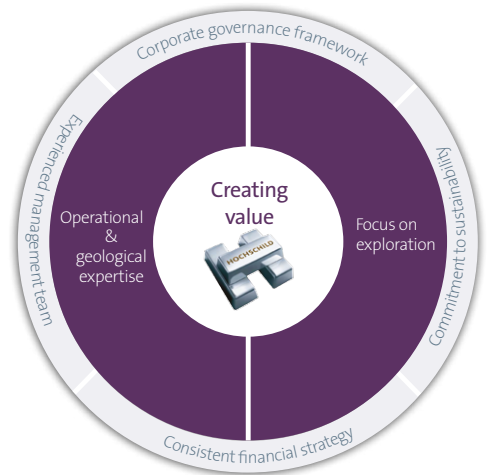 Corporate governance framework
Experienced management team
Creating
value
HOCHSCHILD
Operational
&
geological
expertise
Focus on
exploration
Commitment to sustainability
Consistent financial strategy